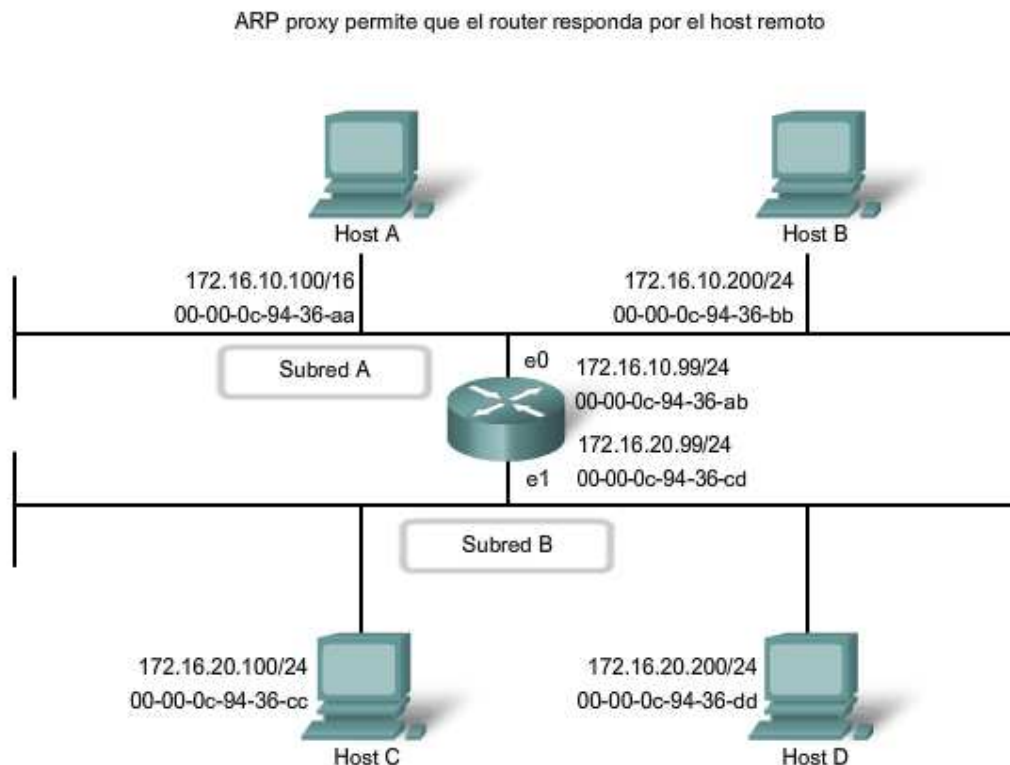 ARP proxy permite que el router responda por el host remoto
Host A
Host B
172.16.10.100/16
00-00-0c-94-36-aa
172.16.10.200/24
00-00-0c-94-36-bb
Subred A
e0
172.16.10.99/24
00-00-0c-94-36-ab
172.16.20.99/24
e1
00-00-0c-94-36-cd
Subred B
172.16.20.100/24
00-00-0c-94-36-cc
172.16.20.200/24
00-00-0c-94-36-dd
Host C
Host D